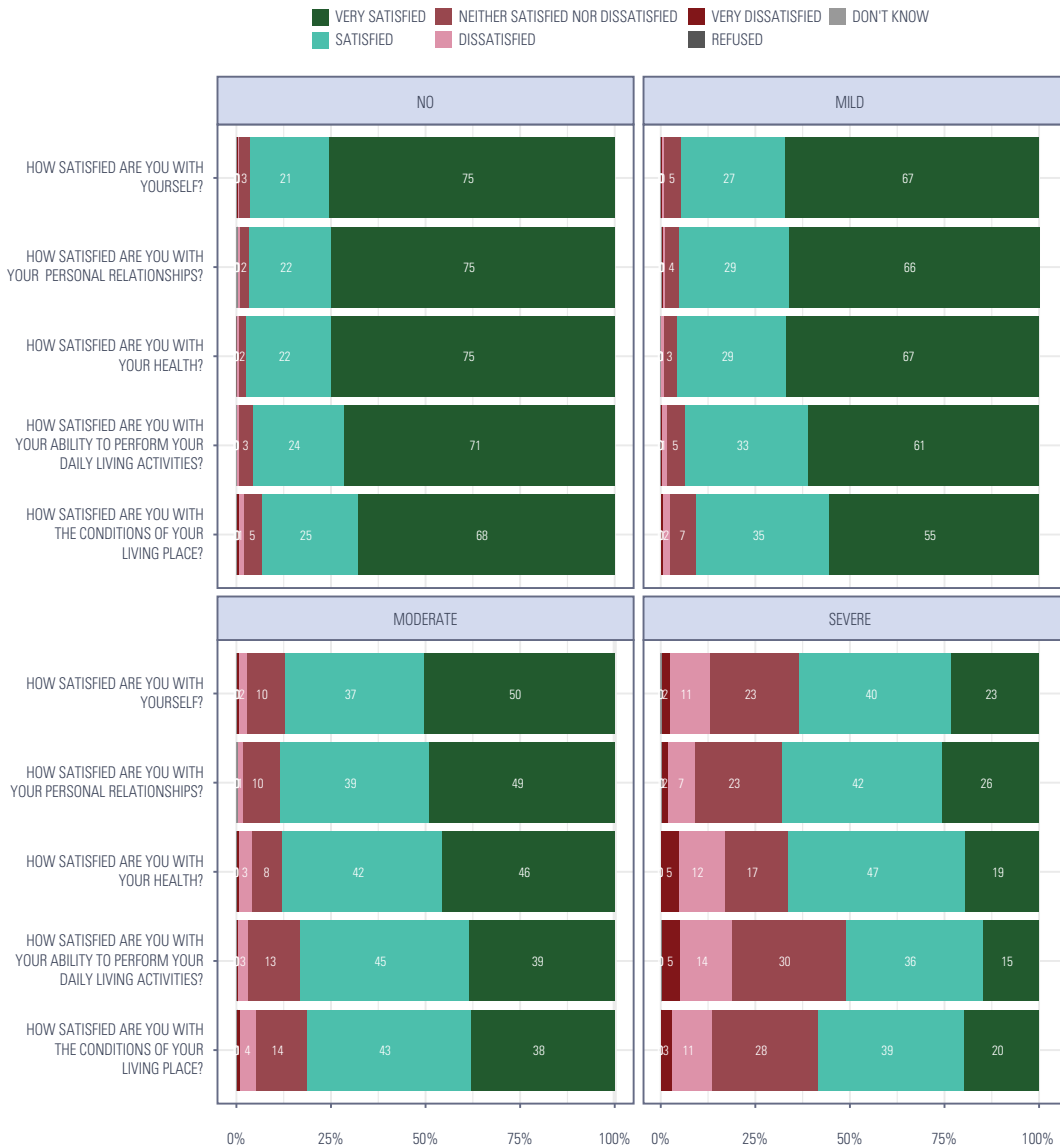 VERY SATISFIED NEITHER SATISFIED NOR DISSATISFIED VERY DISSATISFIED DON'T KNOW
SATISFIED DISSATISFIED REFUSED
NO MILD
HOW SATISFIED ARE YOU WITH
YOURSELF?
3 21 75 5 27 67
HOW SATISFIED ARE YOU WITH
YOUR PERSONAL RELATIONSHIPS?
2 22 75 4 29 66
HOW SATISFIED ARE YOU WITH
YOUR HEALTH?
2 22 75 3 29 67
HOW SATISFIED ARE YOU WITH
YOUR ABILITY TO PERFORM YOUR
DAILY LIVING ACTIVITIES?
3 24 71 5 33 61
HOW SATISFIED ARE YOU WITH
THE CONDITIONS OF YOUR
LIVING PLACE?
5 25 68 2 7 35 55
MODERATE SEVERE
HOW SATISFIED ARE YOU WITH
YOURSELF?
2 10 37 50 2 11 23 40 23
HOW SATISFIED ARE YOU WITH
YOUR PERSONAL RELATIONSHIPS?
1 10 39 49 2 7 23 42 26
HOW SATISFIED ARE YOU WITH
YOUR HEALTH?
3 8 42 46 5 12 17 47 19
HOW SATISFIED ARE YOU WITH
YOUR ABILITY TO PERFORM YOUR
DAILY LIVING ACTIVITIES?
3 13 45 39 5 14 30 36 15
HOW SATISFIED ARE YOU WITH
THE CONDITIONS OF YOUR
LIVING PLACE?
4 14 43 38 3 11 28 39 20
0% 25% 50% 75% 100% 0% 25% 50% 75% 100%